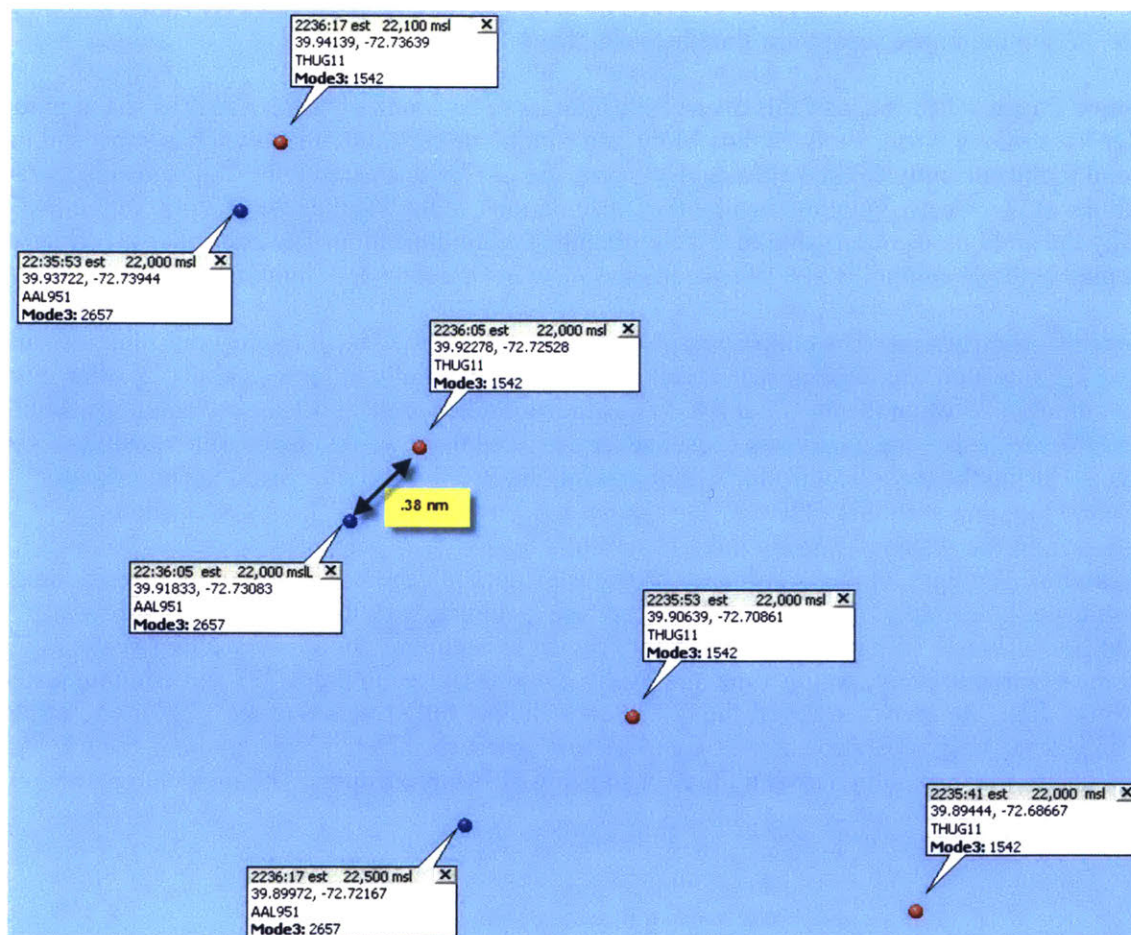 2236:17 est 22,100 msl X
39.94139, -72.73639
THUG11
Mode3: 1542
22:35:53 est 22,000 msl X
39.93722, -72.73944
AAL951
Mode3: 2657
2236:05 est 22,000 msl X
39.92278, -72.72528
THUG11
Mode3: 1542
.38 nm
22:36:05 est 22,000 mslL X
39.91833, -72.73083
AAL951
Mode3: 2657
2235:53 est 22,000 msl X
39.90639, -72.70861
THUG11
Mode3: 1542
2235:41 est 22,000 msl X
39.89444, -72.68667
THUG11
Mode3: 1542
2236:17 est 22,500 msl X
39.89972, -72.72167
AAL951
Mode3: 2657